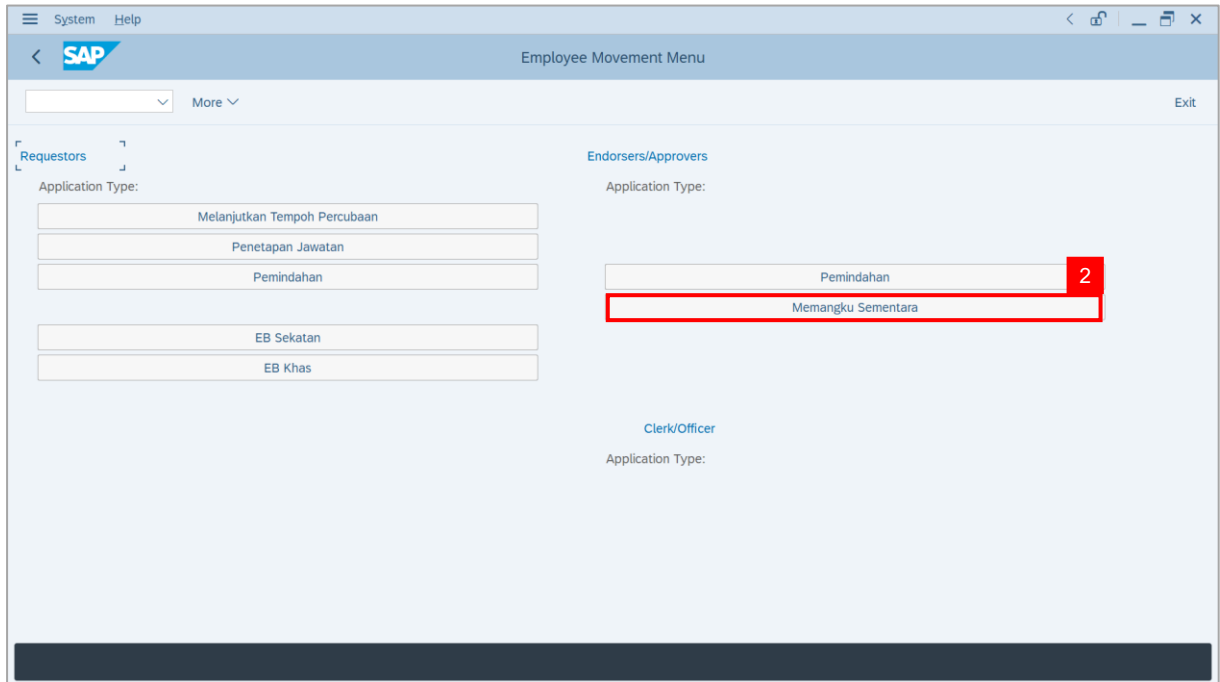 System Help
SAP
Employee Movement Menu
More
Exit
Requestors
Application Type:
Melanjutkan Tempoh Percubaan
Penetapan Jawatan
Pemindahan
EB Sekatan
EB Khas
Endorsers/Approvers
Application Type:
Pemindahan
2
Memangku Sementara
Clerk/Officer
Application Type: